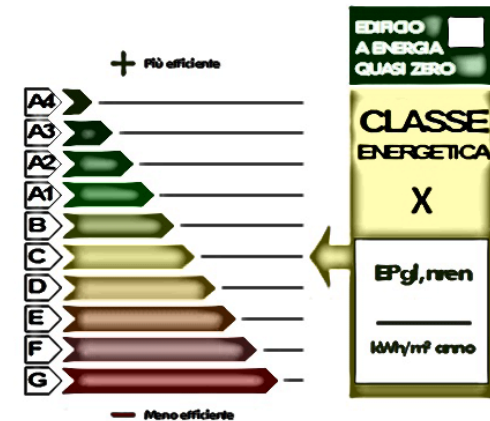 EDIFICIO
A ENERGIA
QUASI ZERO
+ Più efficiente
A4
A3
A2
A1
B
C
D
E
F
G
— Meno efficiente
CLASSE
ENERGETICA
X
EPgl,nren
kWh/m² anno